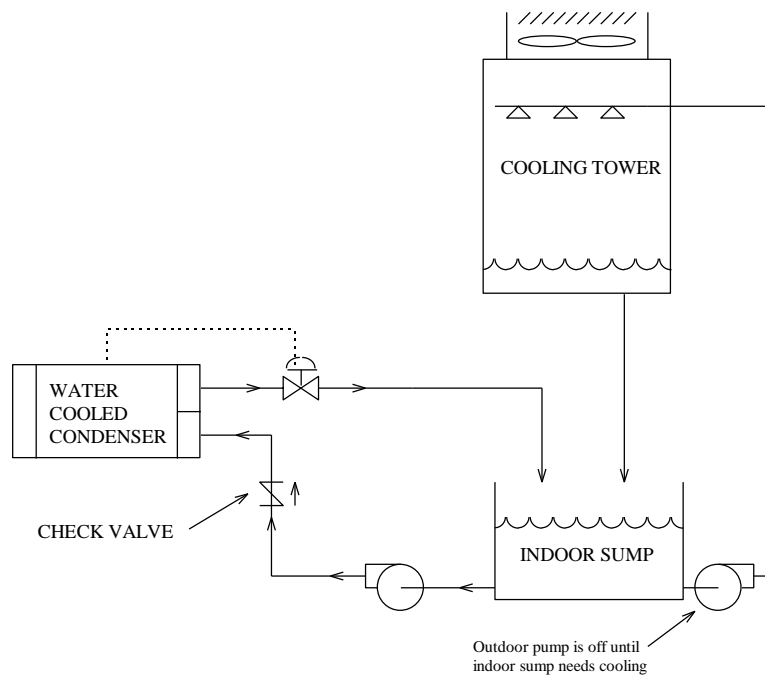 COOLING TOWER
WATER
COOLED
CONDENSER
CHECK VALVE
INDOOR SUMP
Outdoor pump is off until
indoor sump needs cooling